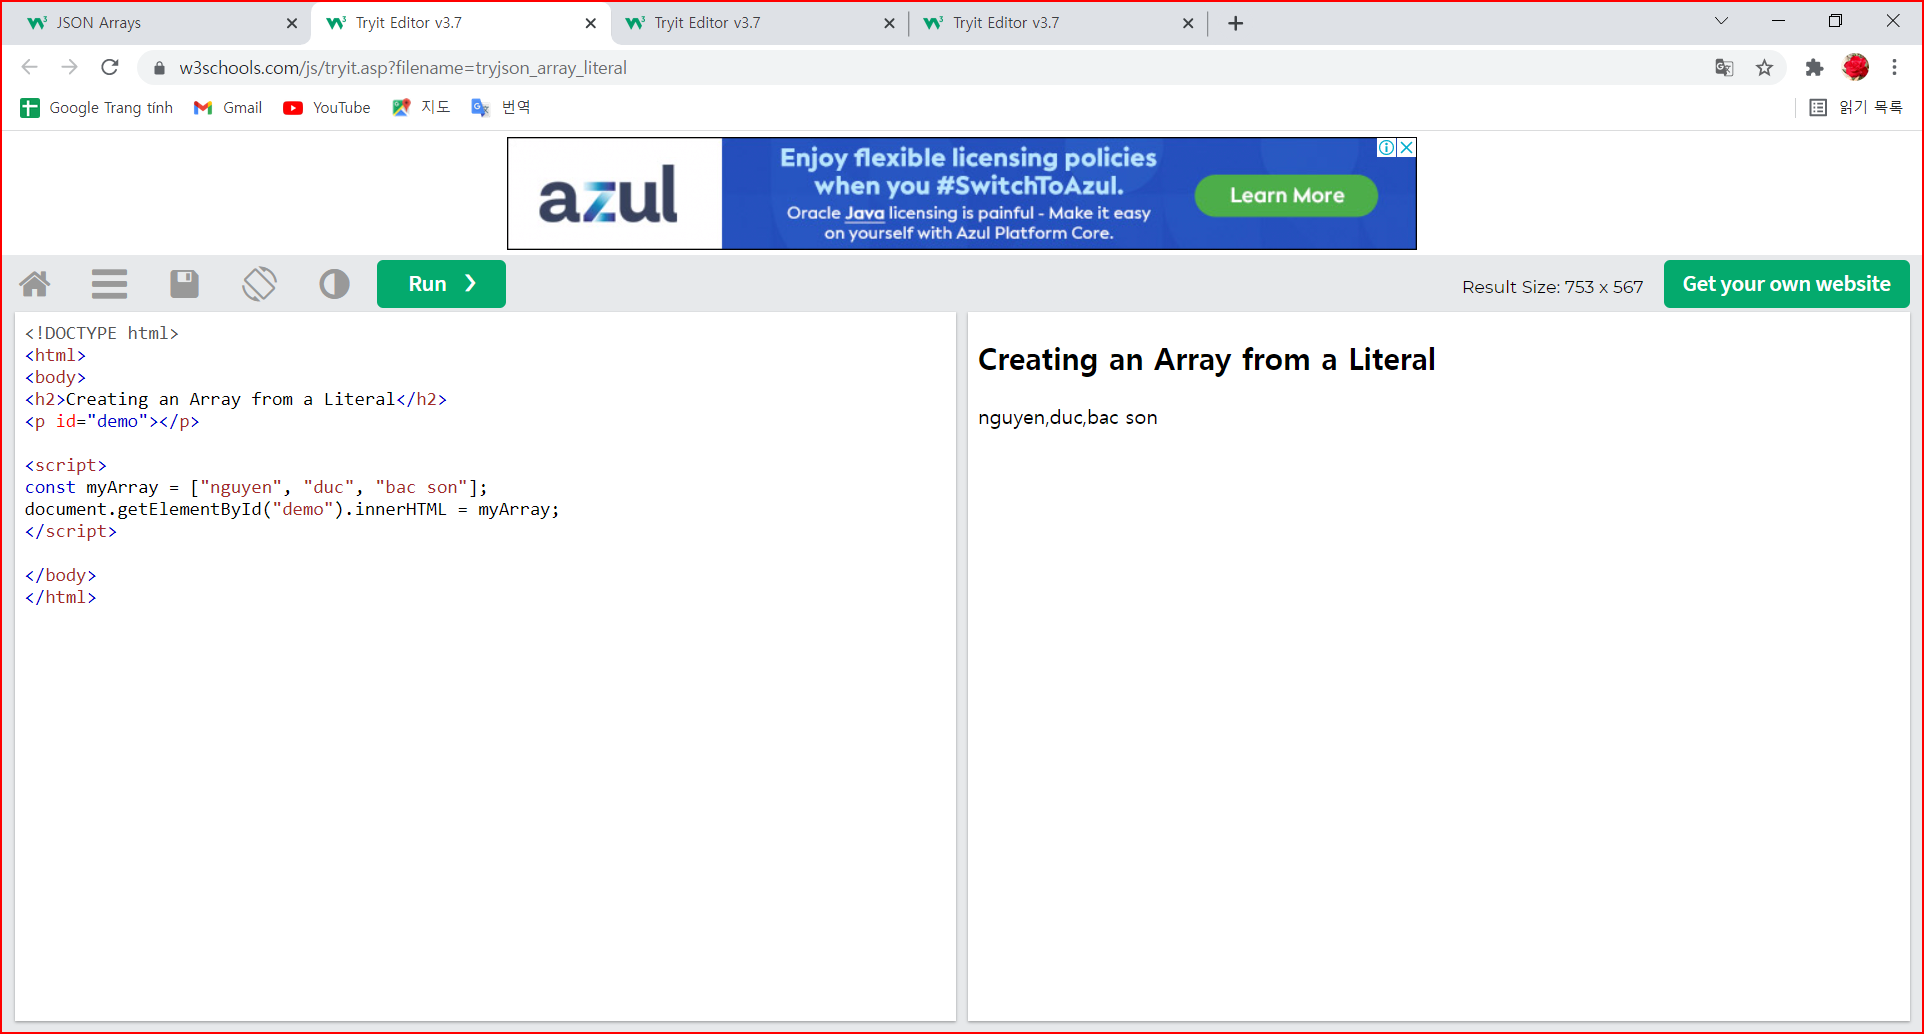 JSON Arrays
Tryit Editor v3.7
Tryit Editor v3.7
Tryit Editor v3.7
w3schools.com/js/tryit.asp?filename=tryjson_array_literal
Google Trang tính
Gmail
YouTube
지도
번역
읽기 목록
azul
Enjoy flexible licensing policies
when you #SwitchToAzul.
Oracle Java licensing is painful - Make it easy
on yourself with Azul Platform Core.
Learn More
Run ❯
Result Size: 753 x 567
Get your own website
<!DOCTYPE html>
<html>
<body>
<h2>Creating an Array from a Literal</h2>
<p id="demo"></p>
<script>
const myArray = ["nguyen", "duc", "bac son"];
document.getElementById("demo").innerHTML = myArray;
</script>
</body>
</html>
Creating an Array from a Literal
nguyen,duc,bac son